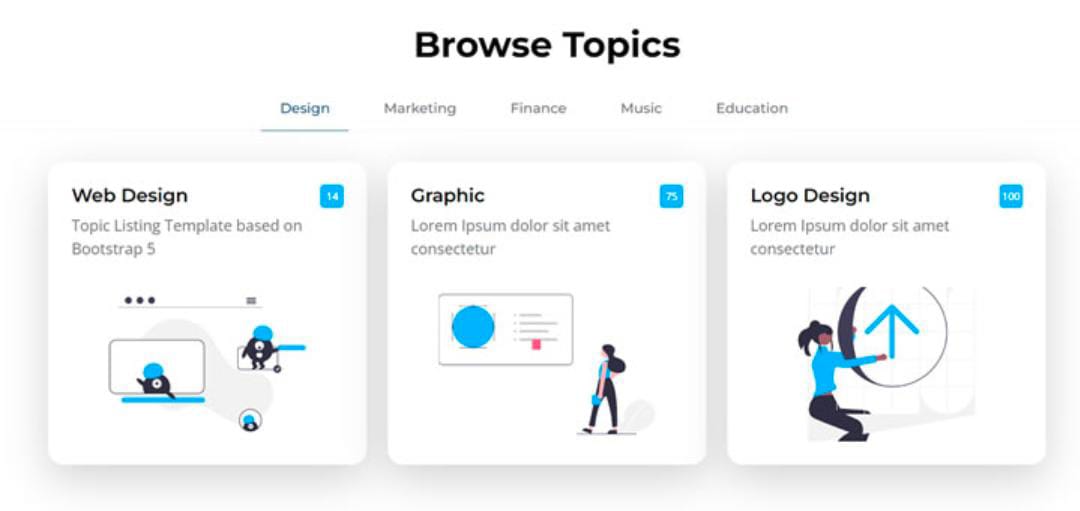 Browse Topics
Design Marketing Finance Music Education
Web Design 14
Topic Listing Template based on
Bootstrap 5
Graphic 75
Lorem Ipsum dolor sit amet
consectetur
Logo Design 100
Lorem Ipsum dolor sit amet
consectetur